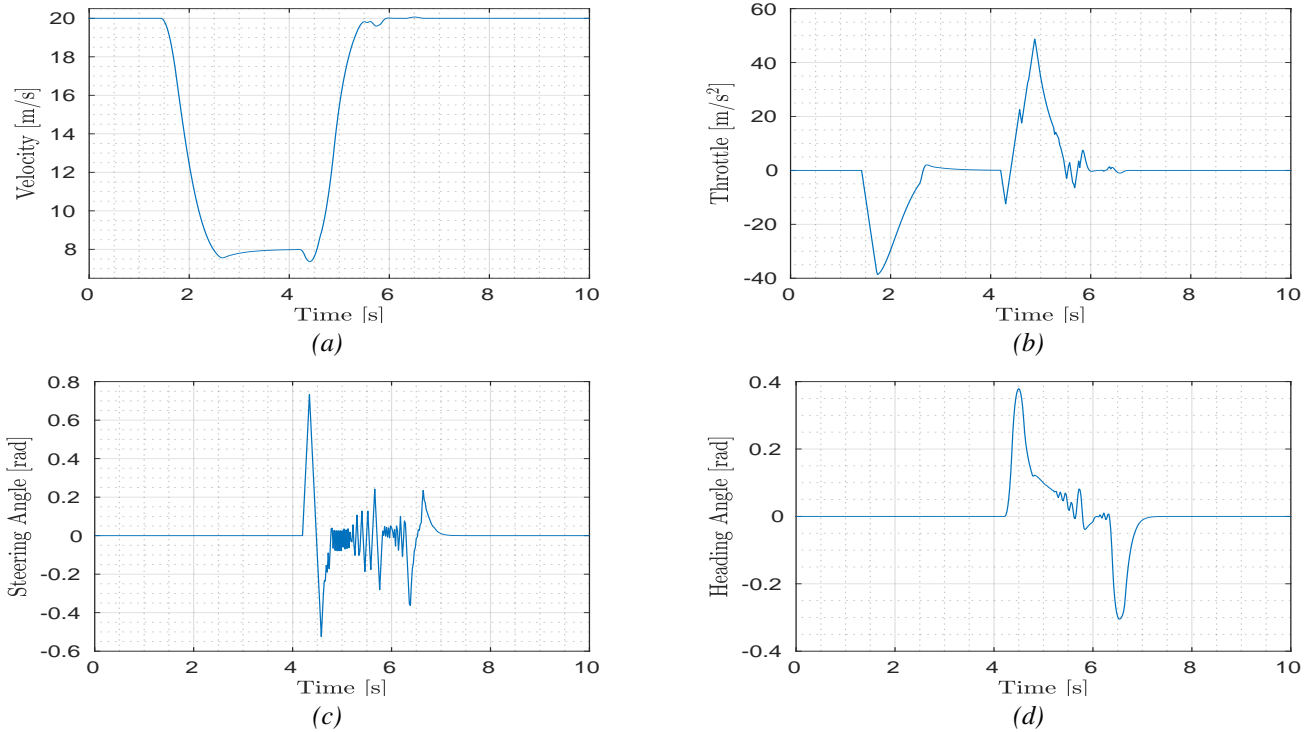 20
18
16
14
12
10
8
Velocity [m/s]
0 2 4 6 8 10
Time [s]
(a)
60
40
20
0
-20
-40
Throttle [m/s²]
0 2 4 6 8 10
Time [s]
(b)
0.8
0.6
0.4
0.2
0
-0.2
-0.4
-0.6
Steering Angle [rad]
0 2 4 6 8 10
Time [s]
(c)
0.4
0.2
0
-0.2
-0.4
Heading Angle [rad]
0 2 4 6 8 10
Time [s]
(d)